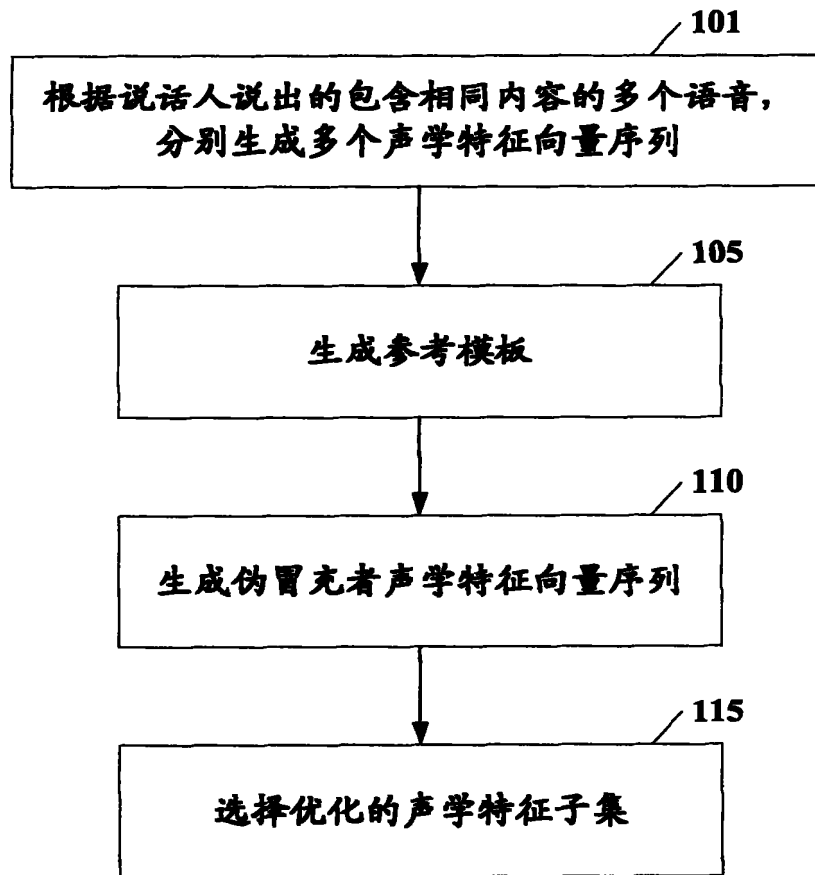 101
根据说话人说出的包含相同内容的多个语音,
分别生成多个声学特征向量序列
105
生成参考模板
110
生成伪冒充者声学特征向量序列
115
选择优化的声学特征子集